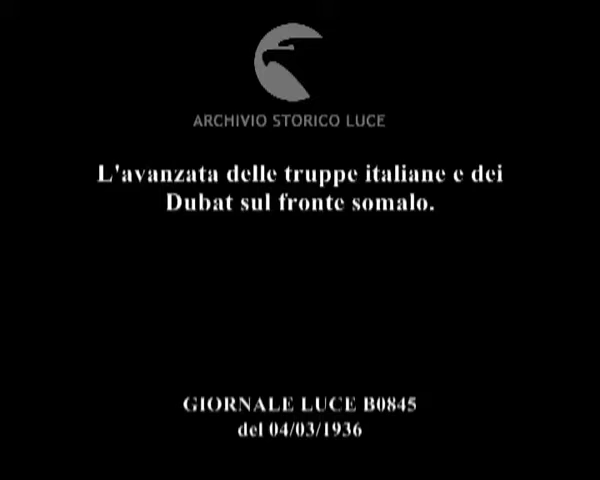 ARCHIVIO STORICO LUCE
L'avanzata delle truppe italiane e dei
Dubat sul fronte somalo.
GIORNALE LUCE B0845
del 04/03/1936